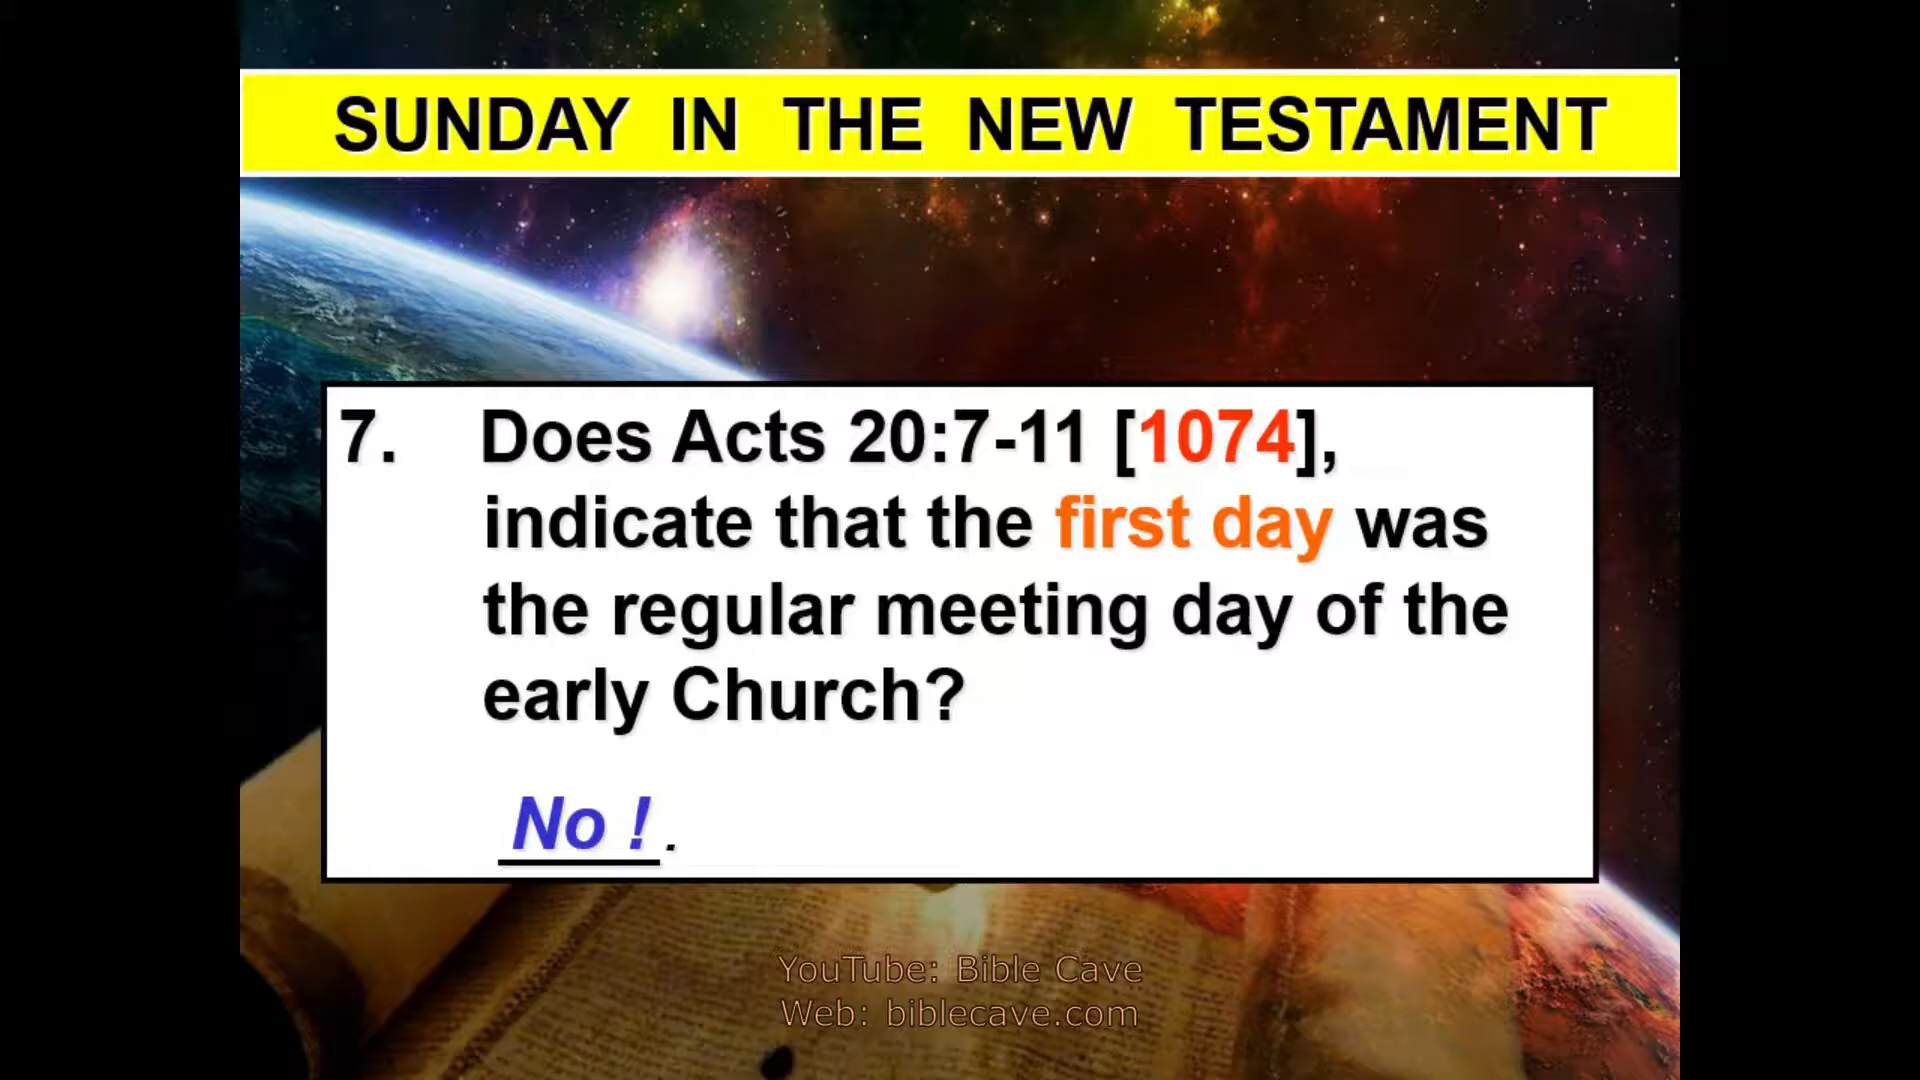 SUNDAY IN THE NEW TESTAMENT
7. Does Acts 20:7-11 [1074],
indicate that the first day was
the regular meeting day of the
early Church?
No !.
YouTube: Bible Cave
Web: biblecave.com